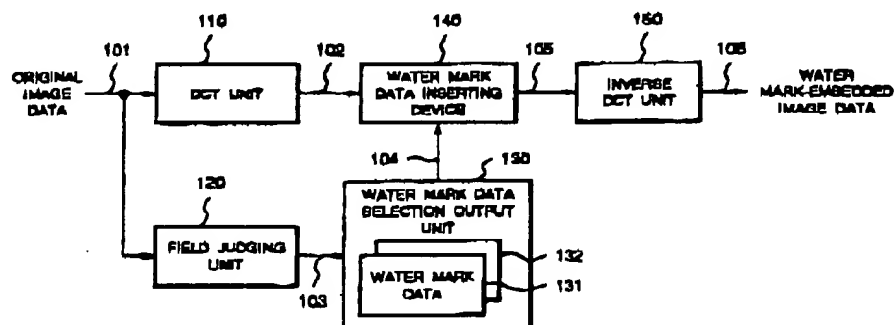 110
140
150
101
102
105
106
ORIGINAL
IMAGE
DATA
DCT UNIT
WATER MARK
DATA INSERTING
DEVICE
INVERSE
DCT UNIT
WATER
MARK-EMBEDDED
IMAGE DATA
104
130
120
WATER MARK DATA
SELECTION OUTPUT
UNIT
FIELD JUDGING
UNIT
132
WATER MARK
DATA
131
103